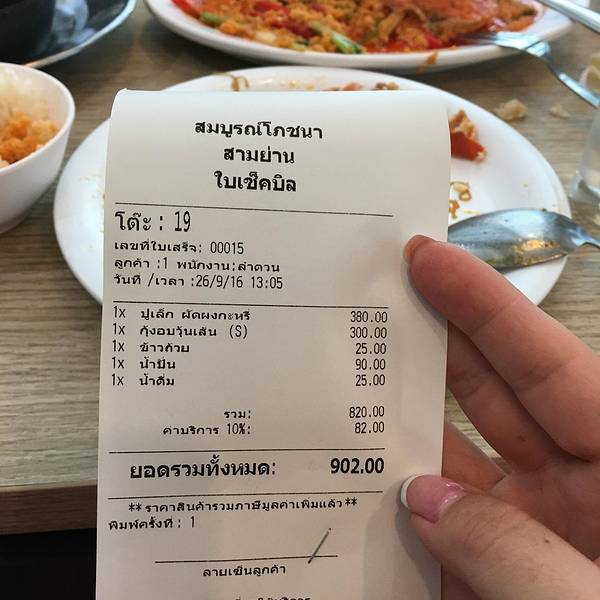 สมบูรณ์โภชนา
สามย่าน
ใบเช็คบิล
โต๊ะ : 19
เลขที่ใบเสร็จ: 00015
ลูกค้า :1 พนักงาน:ลำดวน
วันที่ /เวลา :26/9/16 13:05
1x ปูเล็ก ผัดผงกะหรี่ 380.00
1x กุ้งอบวุ้นเส้น (S) 300.00
1x ข้าวถ้วย 25.00
1x น้ำปั่น 90.00
1x น้ำดื่ม 25.00
รวม: 820.00
ค่าบริการ 10%: 82.00
ยอดรวมทั้งหมด: 902.00
** ราคาสินค้ารวมภาษีมูลค่าเพิ่มแล้ว **
พิมพ์ครั้งที่ : 1
ลายเซ็นลูกค้า